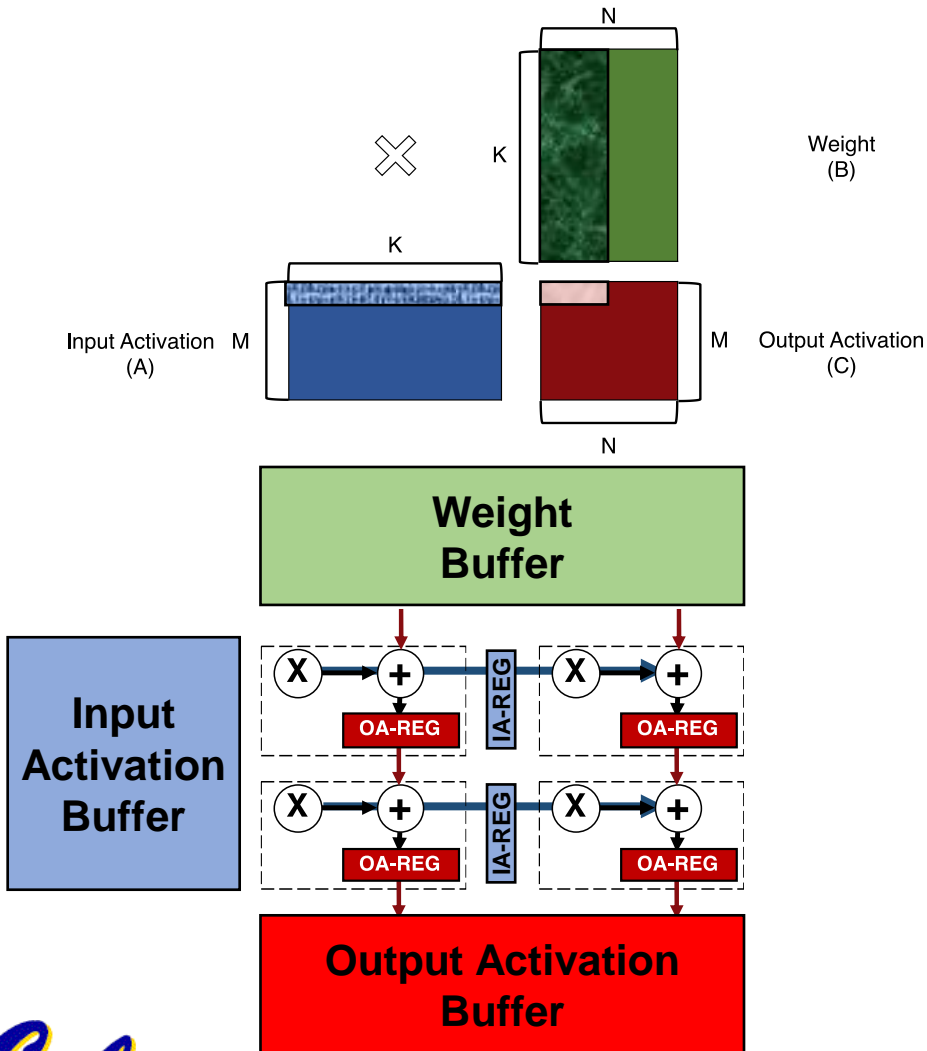 N
K
Weight
(B)
K
Input Activation
(A)
M
M
Output Activation
(C)
N
Weight
Buffer
Input
Activation
Buffer
X
+
IA-REG
X
+
OA-REG
OA-REG
X
+
IA-REG
X
+
OA-REG
OA-REG
Output Activation
Buffer